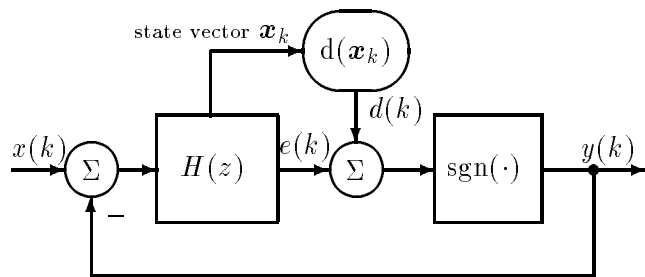 state vector 𝒙ₖ
d(𝒙ₖ)
d(k)
x(k)
Σ
H(z)
e(k)
Σ
sgn(·)
y(k)
−